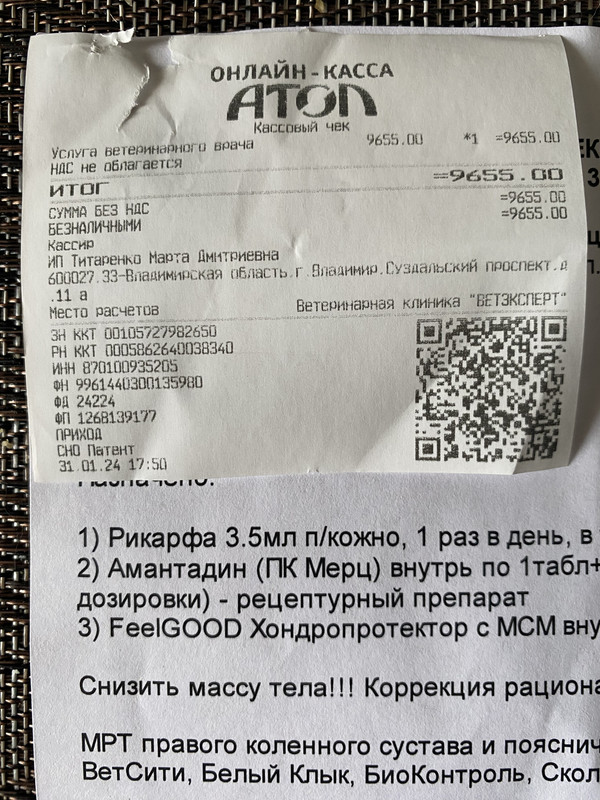 ОНЛАЙН-КАССА
АТОЛ
Кассовый чек
Услуга ветеринарного врача 9655.00 *1 =9655.00
НДС не облагается
ИТОГ =9655.00
СУММА БЕЗ НДС =9655.00
БЕЗНАЛИЧНЫМИ =9655.00
Кассир
ИП Титаренко Марта Дмитриевна
600027.33-Владимирская область.г.Владимир.Суздальский проспект.д
.11 а
Место расчетов Ветеринарная клиника "ВЕТЭКСПЕРТ"
ЗН ККТ 00105727982650
РН ККТ 0005862640038340
ИНН 870100935205
ФН 9961440300135980
ФД 24224
ФП 1268139177
ПРИХОД
СНО Патент
31.01.24 17:50
Назначено:
1) Рикарфа 3.5мл п/кожно, 1 раз в день, в
2) Амантадин (ПК Мерц) внутрь по 1табл+
дозировки) - рецептурный препарат
3) FeelGOOD Хондропротектор с МСМ вну
Снизить массу тела!!! Коррекция рациона
МРТ правого коленного сустава и пояснич
ВетСити, Белый Клык, БиоКонтроль, Скол